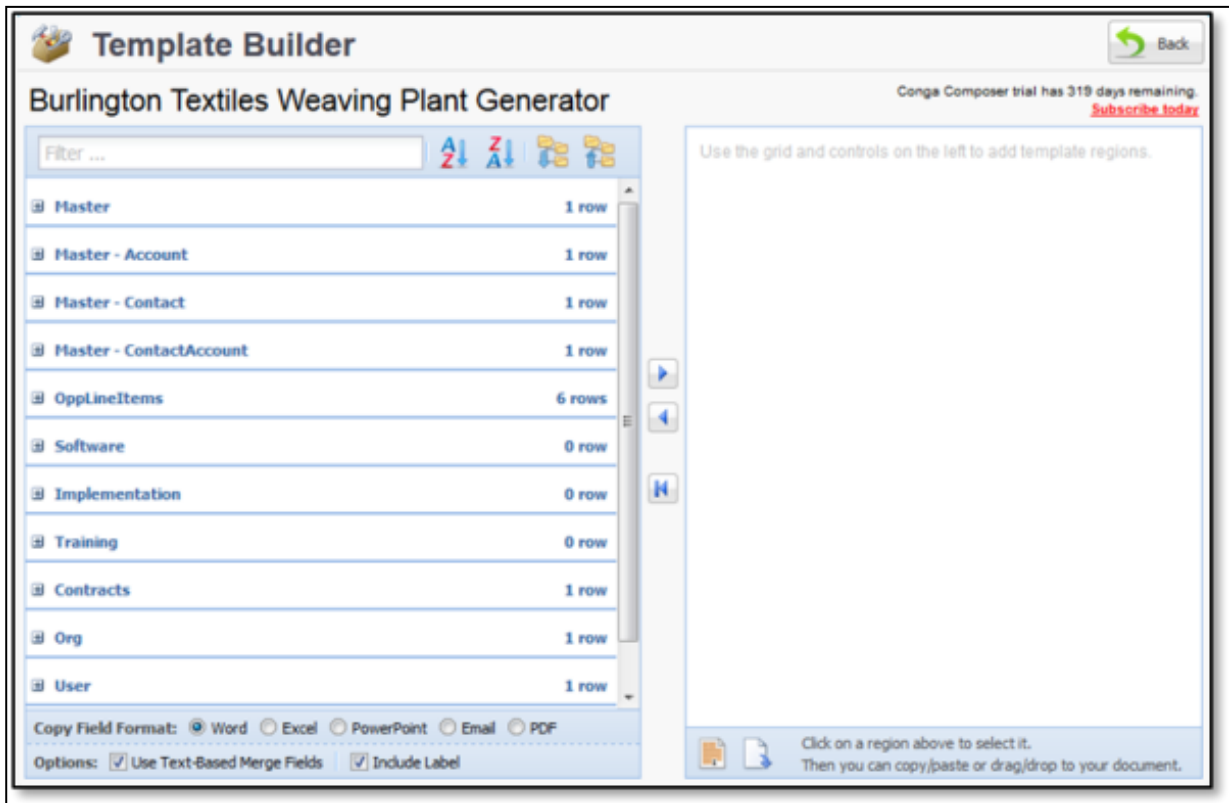 Template Builder
Back
Burlington Textiles Weaving Plant Generator
Conga Composer trial has 319 days remaining.
Subscribe today
Filter ...
Master 1 row
Master - Account 1 row
Master - Contact 1 row
Master - ContactAccount 1 row
OppLineItems 6 rows
Software 0 row
Implementation 0 row
Training 0 row
Contracts 1 row
Org 1 row
User 1 row
Copy Field Format: Word Excel PowerPoint Email PDF
Options: Use Text-Based Merge Fields Include Label
Use the grid and controls on the left to add template regions.
Click on a region above to select it.
Then you can copy/paste or drag/drop to your document.